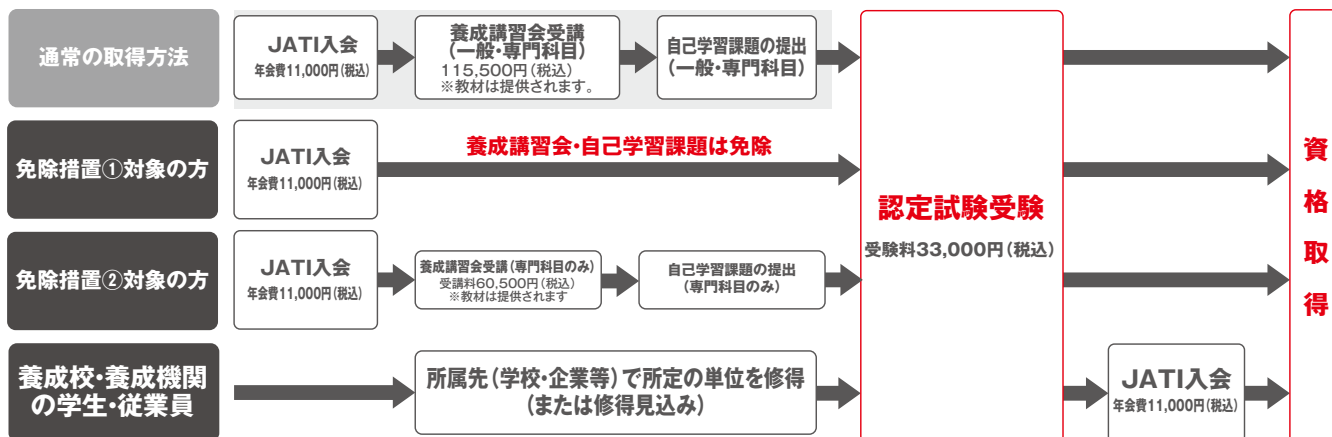 通常の取得方法
JATI入会
年会費11,000円(税込)
養成講習会受講
(一般・専門科目)
115,500円(税込)
※教材は提供されます。
自己学習課題の提出
(一般・専門科目)
免除措置①対象の方
JATI入会
年会費11,000円(税込)
養成講習会・自己学習課題は免除
免除措置②対象の方
JATI入会
年会費11,000円(税込)
養成講習会受講(専門科目のみ)
受講料60,500円(税込)
※教材は提供されます
自己学習課題の提出
(専門科目のみ)
養成校・養成機関
の学生・従業員
所属先(学校・企業等)で所定の単位を修得
(または修得見込み)
認定試験受験
受験料33,000円(税込)
JATI入会
年会費11,000円(税込)
資格取得